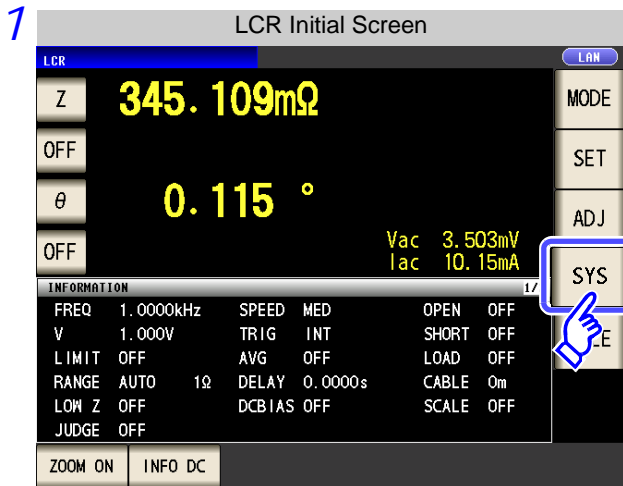 1
LCR Initial Screen
LCR
LAN
Z 345.109mΩ
MODE
OFF
SET
θ 0.115 °
ADJ
OFF
Vac 3.503mV
Iac 10.15mA
SYS
INFORMATION 1/
FREQ 1.0000kHz SPEED MED OPEN OFF
V 1.000V TRIG INT SHORT OFF
LIMIT OFF AVG OFF LOAD OFF
RANGE AUTO 1Ω DELAY 0.0000s CABLE 0m
LOW Z OFF DCBIAS OFF SCALE OFF
JUDGE OFF
ZOOM ON INFO DC